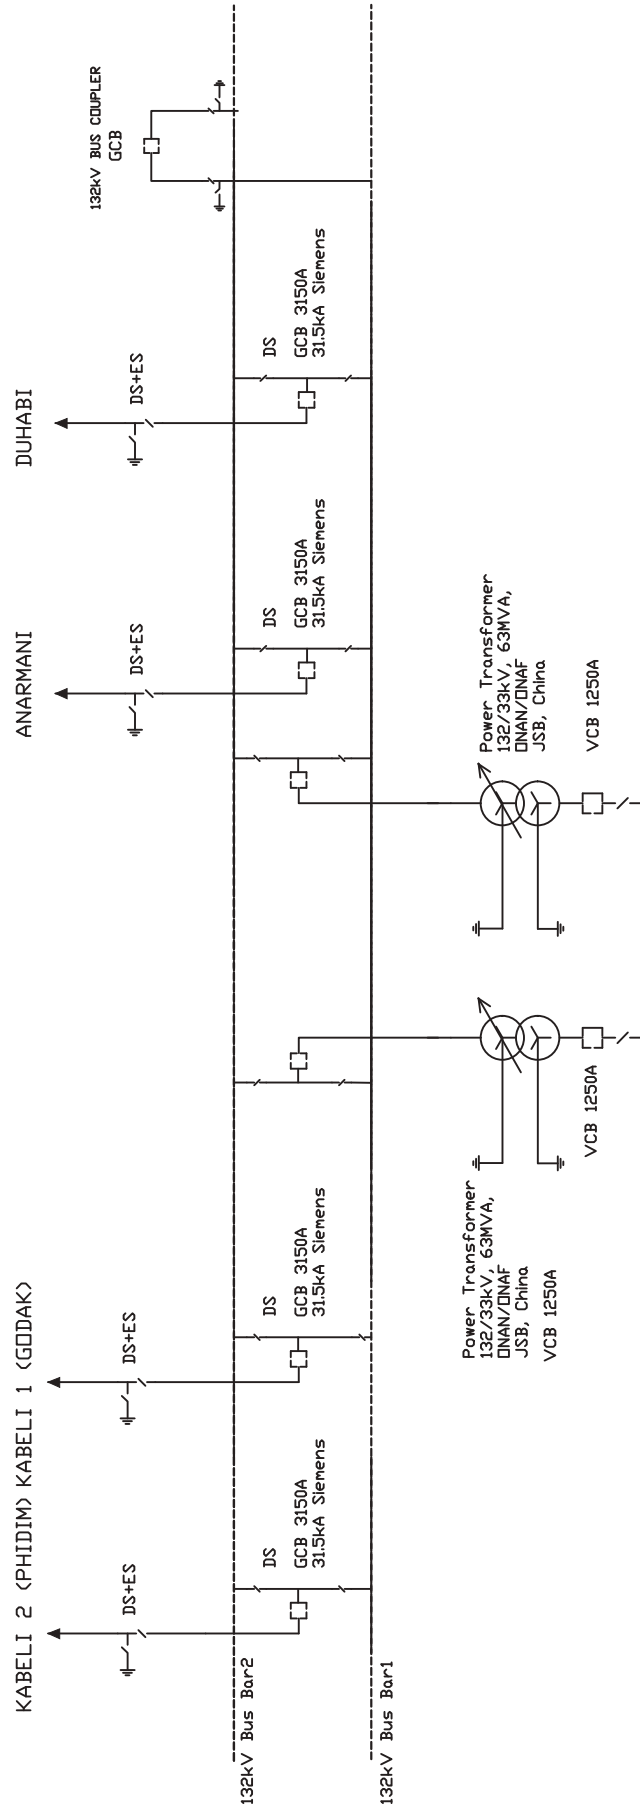 KABELI 2 (PHIDIM) KABELI 1 (GODAK)
ANARMANI
DUHABI
132kV BUS COUPLER
GCB
DS+ES
DS+ES
DS+ES
DS+ES
DS
GCB 3150A
31.5kA Siemens
DS
GCB 3150A
31.5kA Siemens
DS
GCB 3150A
31.5kA Siemens
DS
GCB 3150A
31.5kA Siemens
132kV Bus Bar2
132kV Bus Bar1
Power Transformer
132/33kV, 63MVA,
ONAN/ONAF
JSB, China
VCB 1250A
VCB 1250A
Power Transformer
132/33kV, 63MVA,
ONAN/ONAF
JSB, China
VCB 1250A